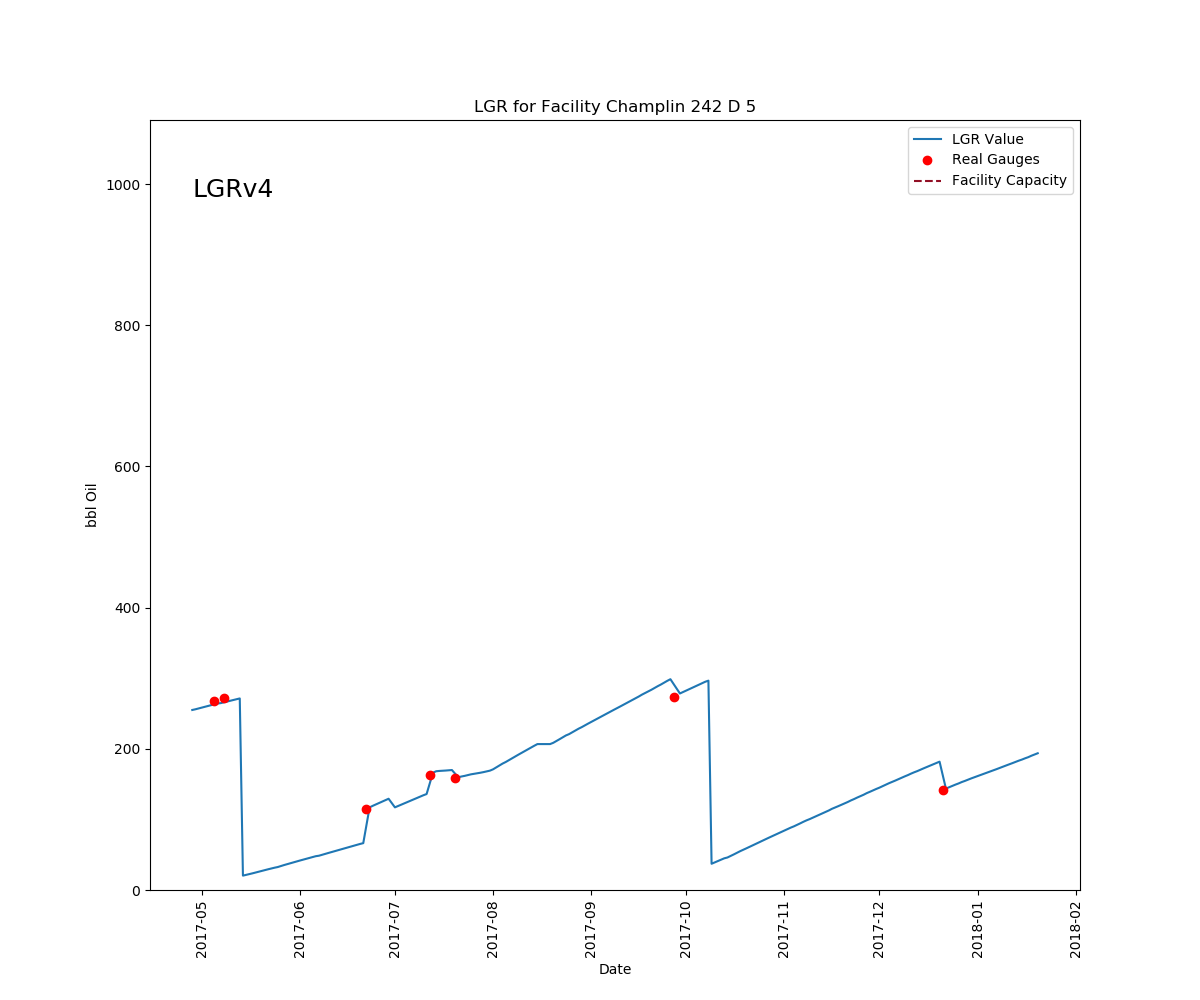 LGR for Facility Champlin 242 D 5
LGRv4
LGR Value
Real Gauges
Facility Capacity
1000
800
600
400
200
0
bbl Oil
2017-05
2017-06
2017-07
2017-08
2017-09
2017-10
2017-11
2017-12
2018-01
2018-02
Date